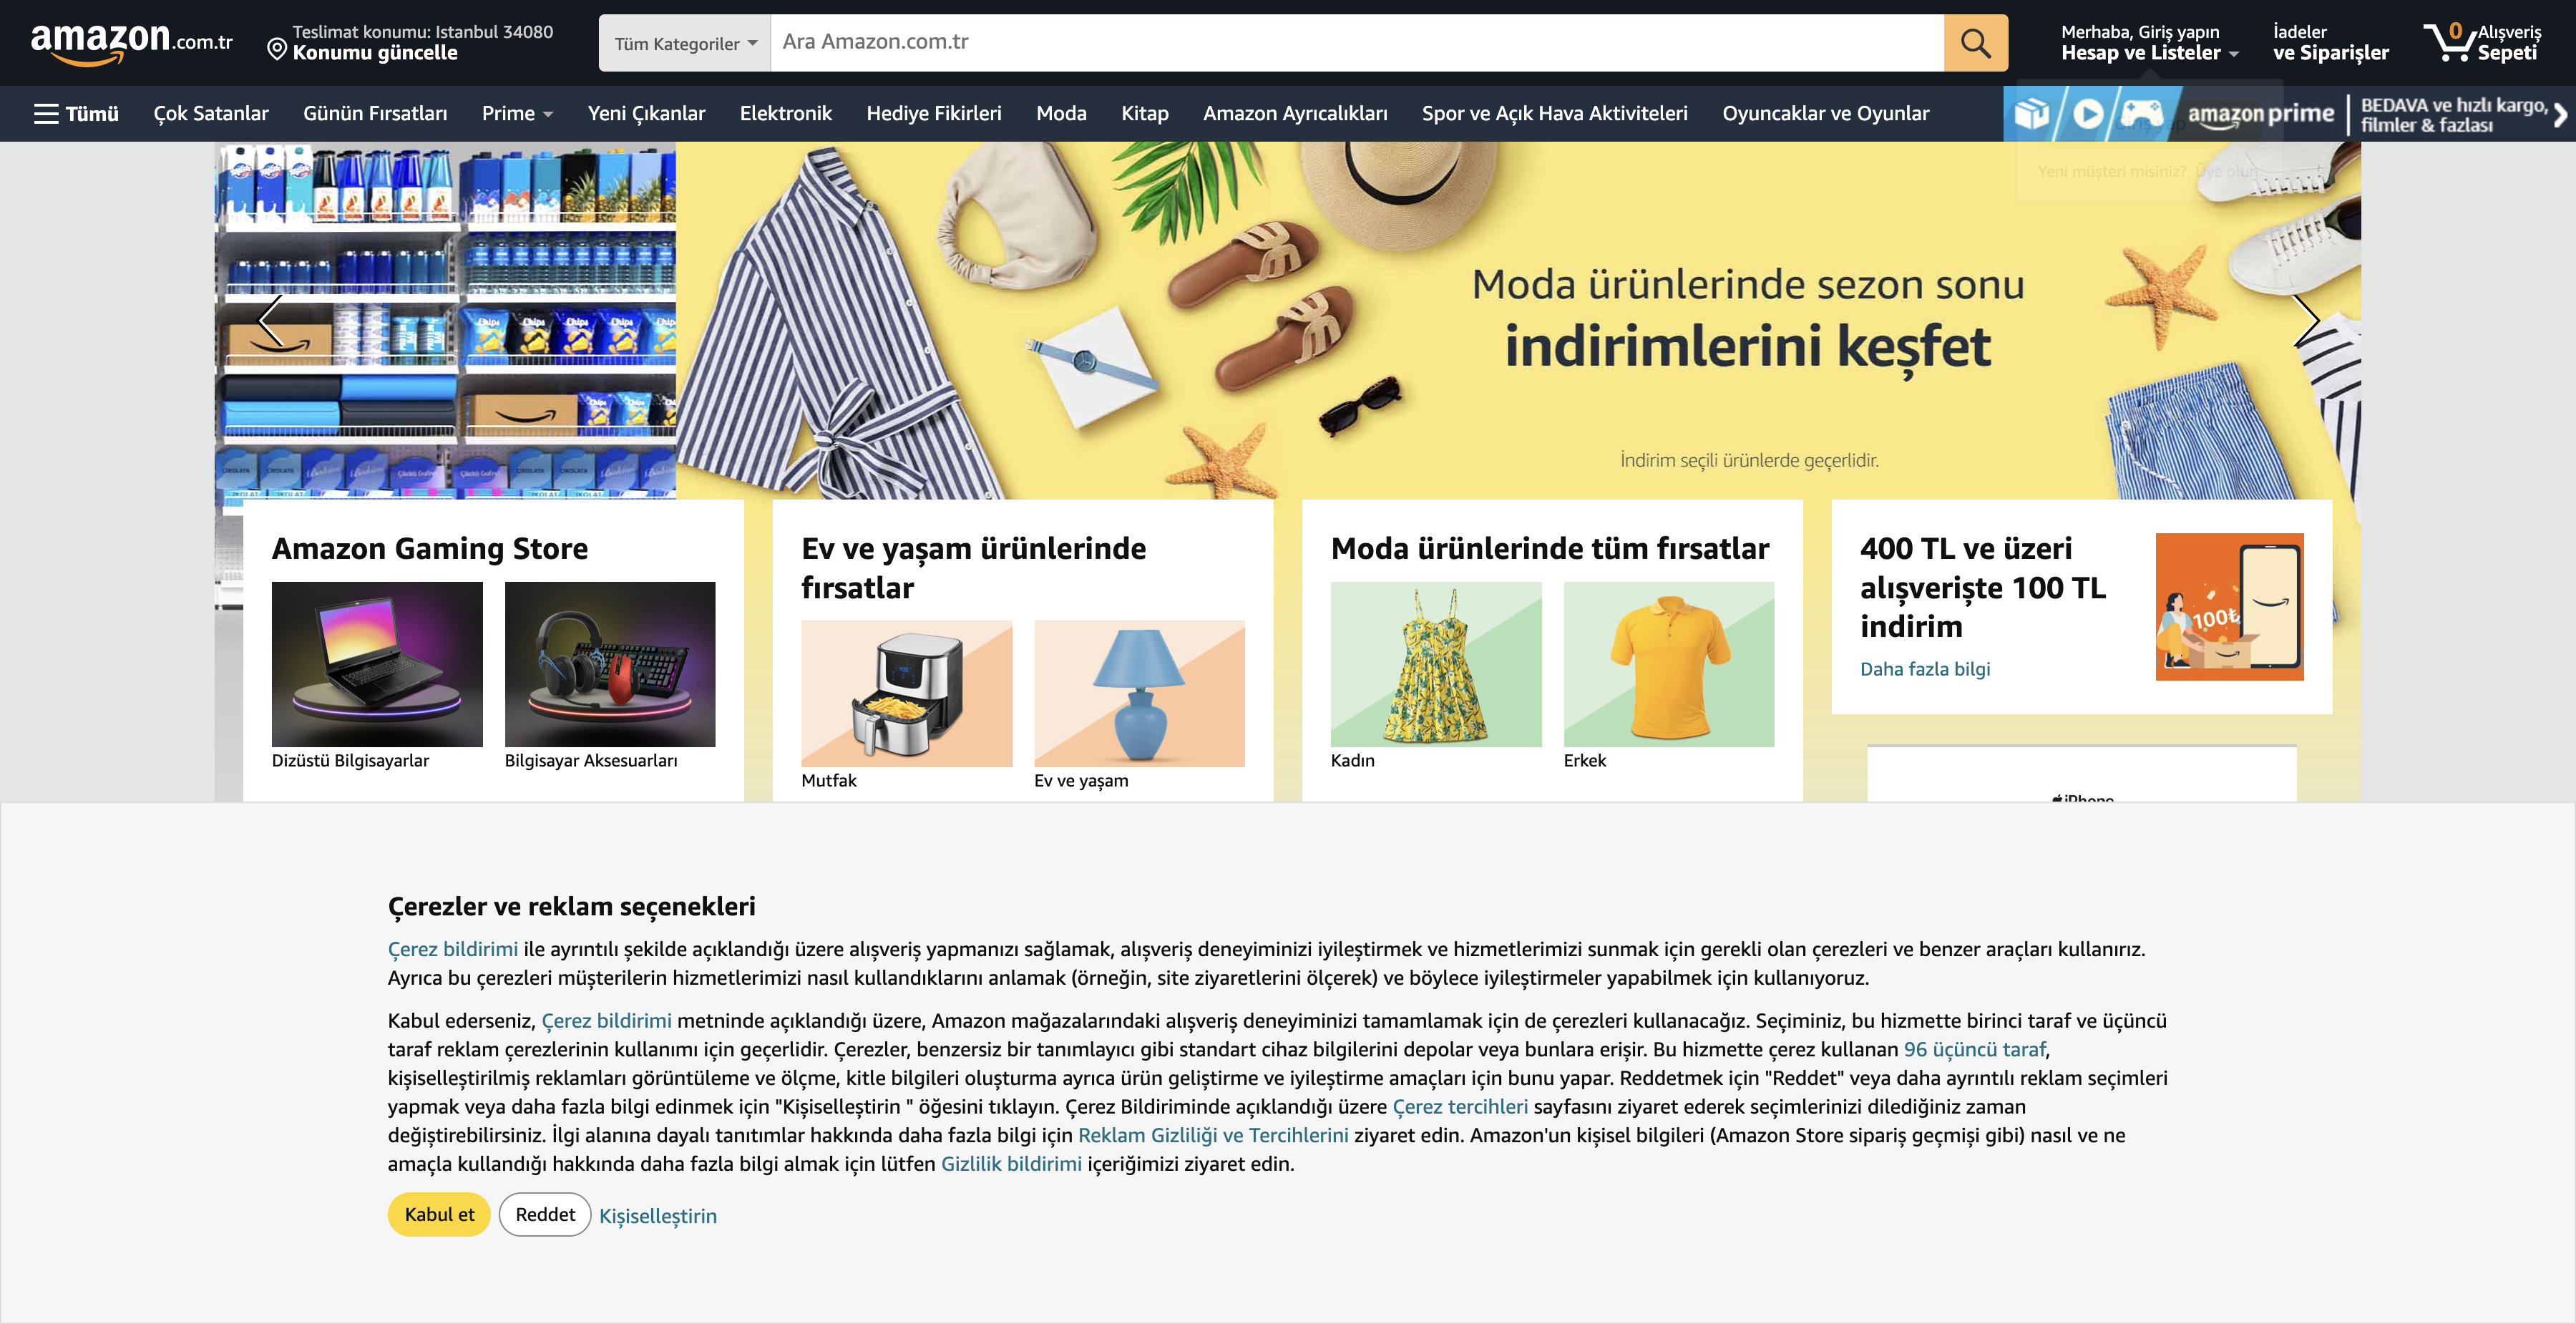 amazon.com.tr
Teslimat konumu: Istanbul 34080
Konumu güncelle
Tüm Kategoriler
Ara Amazon.com.tr
Merhaba, Giriş yapın
Hesap ve Listeler
İadeler
ve Siparişler
0
Alışveriş
Sepeti
Tümü
Çok Satanlar
Günün Fırsatları
Prime
Yeni Çıkanlar
Elektronik
Hediye Fikirleri
Moda
Kitap
Amazon Ayrıcalıkları
Spor ve Açık Hava Aktiviteleri
Oyuncaklar ve Oyunlar
amazon prime
BEDAVA ve hızlı kargo,
filmler & fazlası
Yeni müşteri misiniz? Üye olun.
Chips Chips Chips Chips Chips
Moda ürünlerinde sezon sonu
indirimlerini keşfet
İndirim seçili ürünlerde geçerlidir.
Amazon Gaming Store
Dizüstü Bilgisayarlar
Bilgisayar Aksesuarları
Ev ve yaşam ürünlerinde
fırsatlar
Mutfak
Ev ve yaşam
Moda ürünlerinde tüm fırsatlar
Kadın
Erkek
400 TL ve üzeri
alışverişte 100 TL
indirim
Daha fazla bilgi
100₺
iPhone
Çerezler ve reklam seçenekleri
Çerez bildirimi ile ayrıntılı şekilde açıklandığı üzere alışveriş yapmanızı sağlamak, alışveriş deneyiminizi iyileştirmek ve hizmetlerimizi sunmak için gerekli olan çerezleri ve benzer araçları kullanırız.
Ayrıca bu çerezleri müşterilerin hizmetlerimizi nasıl kullandıklarını anlamak (örneğin, site ziyaretlerini ölçerek) ve böylece iyileştirmeler yapabilmek için kullanıyoruz.
Kabul ederseniz, Çerez bildirimi metninde açıklandığı üzere, Amazon mağazalarındaki alışveriş deneyiminizi tamamlamak için de çerezleri kullanacağız. Seçiminiz, bu hizmette birinci taraf ve üçüncü
taraf reklam çerezlerinin kullanımı için geçerlidir. Çerezler, benzersiz bir tanımlayıcı gibi standart cihaz bilgilerini depolar veya bunlara erişir. Bu hizmette çerez kullanan 96 üçüncü taraf,
kişiselleştirilmiş reklamları görüntüleme ve ölçme, kitle bilgileri oluşturma ayrıca ürün geliştirme ve iyileştirme amaçları için bunu yapar. Reddetmek için "Reddet" veya daha ayrıntılı reklam seçimleri
yapmak veya daha fazla bilgi edinmek için "Kişiselleştirin " öğesini tıklayın. Çerez Bildiriminde açıklandığı üzere Çerez tercihleri sayfasını ziyaret ederek seçimlerinizi dilediğiniz zaman
değiştirebilirsiniz. İlgi alanına dayalı tanıtımlar hakkında daha fazla bilgi için Reklam Gizliliği ve Tercihlerini ziyaret edin. Amazon'un kişisel bilgileri (Amazon Store sipariş geçmişi gibi) nasıl ve ne
amaçla kullandığı hakkında daha fazla bilgi almak için lütfen Gizlilik bildirimi içeriğimizi ziyaret edin.
Kabul et
Reddet
Kişiselleştirin